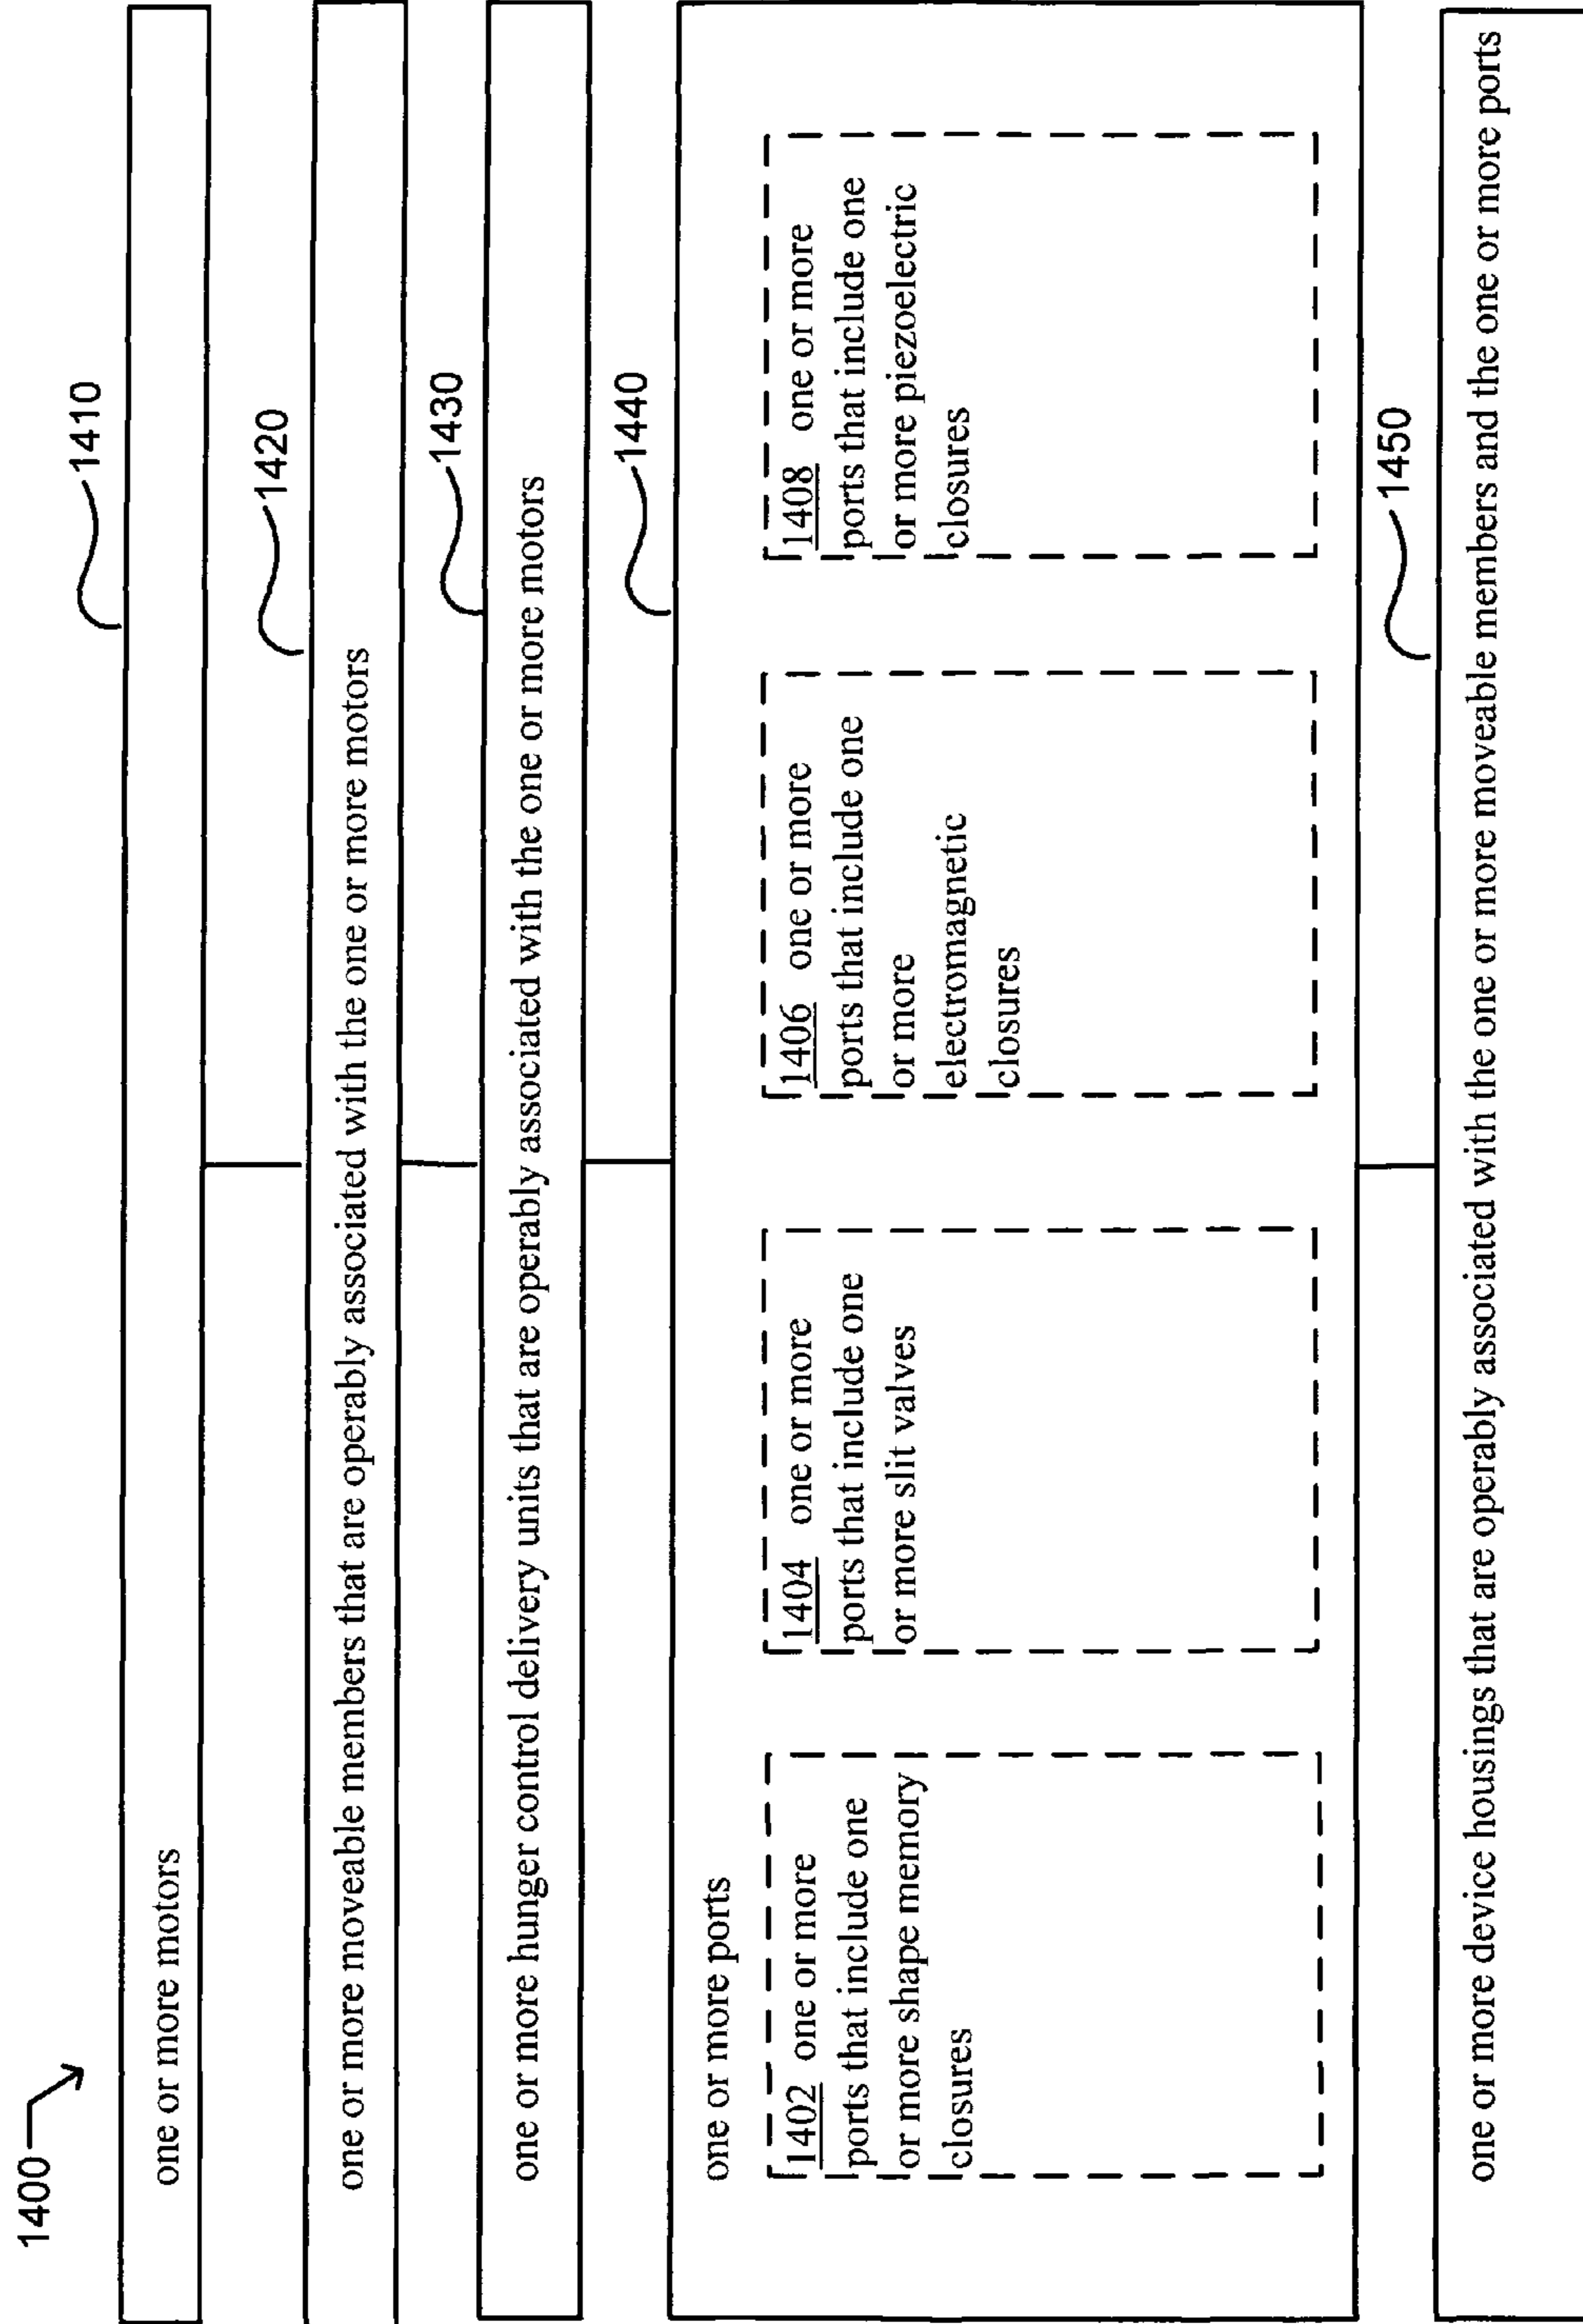 1400
1410
one or more motors
1420
one or more moveable members that are operably associated with the one or more motors
1430
one or more hunger control delivery units that are operably associated with the one or more motors
1440
one or more ports
1402 one or more
ports that include one
or more shape memory
closures
1404 one or more
ports that include one
or more slit valves
1406 one or more
ports that include one
or more
electromagnetic
closures
1408 one or more
ports that include one
or more piezoelectric
closures
1450
one or more device housings that are operably associated with the one or more moveable members and the one or more ports